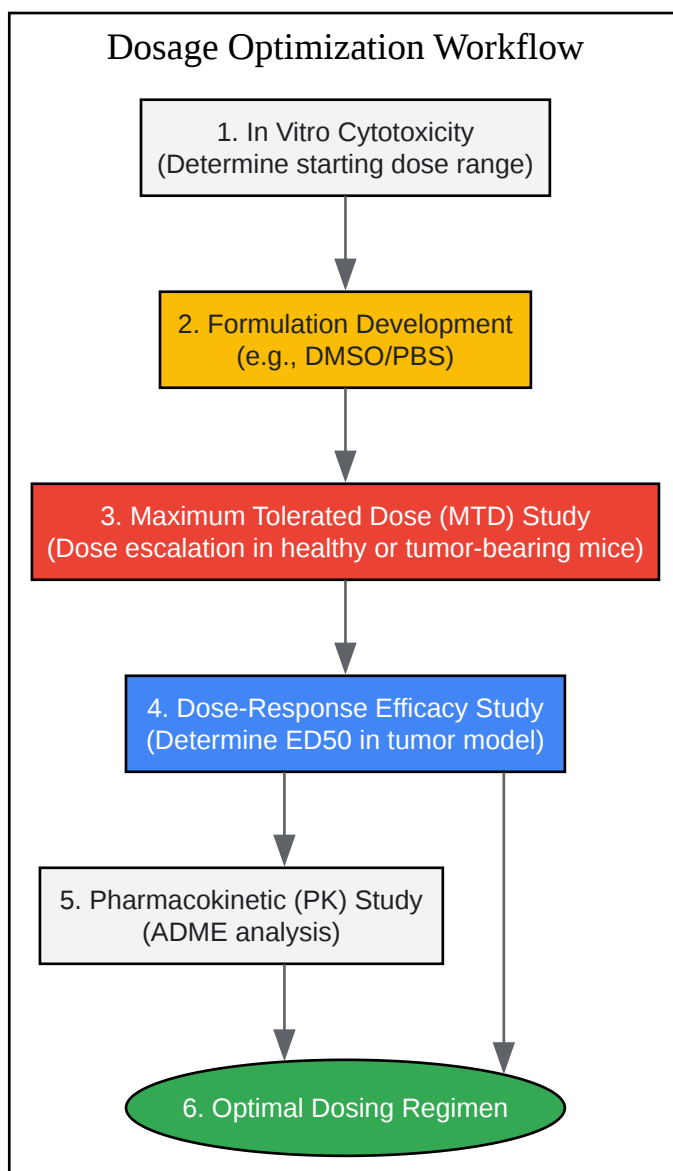 Dosage Optimization Workflow
1. In Vitro Cytotoxicity
(Determine starting dose range)
2. Formulation Development
(e.g., DMSO/PBS)
3. Maximum Tolerated Dose (MTD) Study
(Dose escalation in healthy or tumor-bearing mice)
4. Dose-Response Efficacy Study
(Determine ED50 in tumor model)
5. Pharmacokinetic (PK) Study
(ADME analysis)
6. Optimal Dosing Regimen